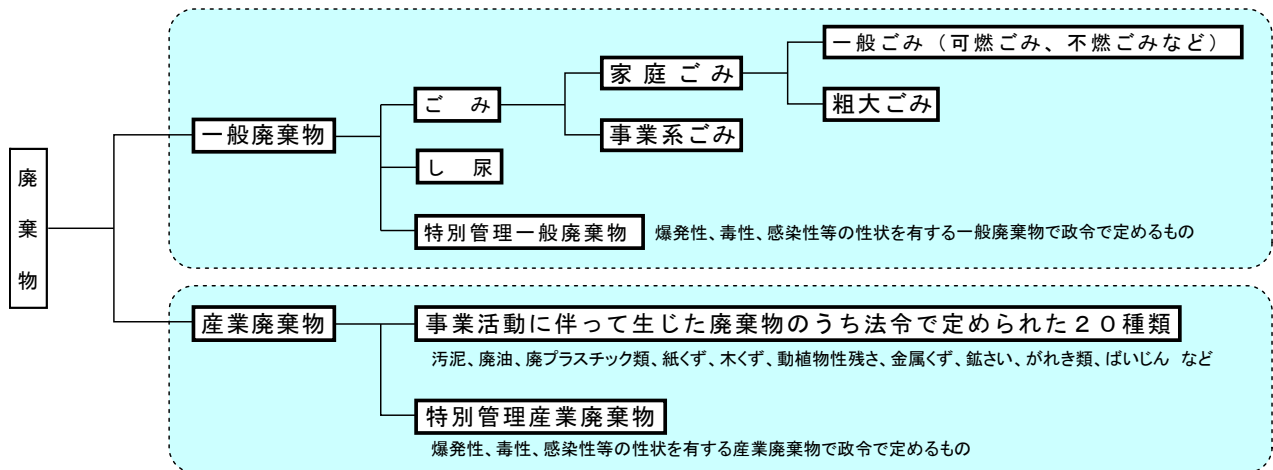 一般ごみ（可燃ごみ、不燃ごみなど）
家庭ごみ
粗大ごみ
ごみ
事業系ごみ
一般廃棄物
し尿
特別管理一般廃棄物 爆発性、毒性、感染性等の性状を有する一般廃棄物で政令で定めるもの
廃棄物
産業廃棄物
事業活動に伴って生じた廃棄物のうち法令で定められた２０種類
汚泥、廃油、廃プラスチック類、紙くず、木くず、動植物性残さ、金属くず、鉱さい、がれき類、ばいじん など
特別管理産業廃棄物
爆発性、毒性、感染性等の性状を有する産業廃棄物で政令で定めるもの